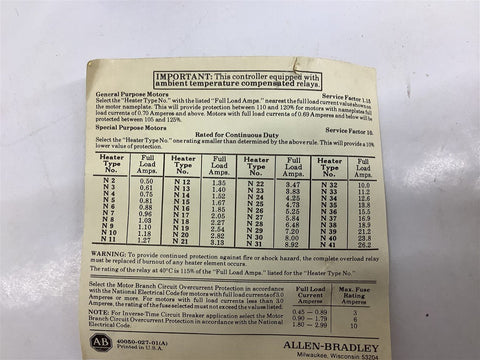 IMPORTANT: This controller equipped with
ambient temperature compensated relays.
General Purpose Motors Service Factor 1.15
Select the "Heater Type No." with the listed "Full Load Amps." nearest the full load current value shown on
the motor nameplate. This will provide protection between 110 and 120% for motors with nameplate full
load currents of 0.70 Amperes and above. Motors with full load currents of 0.69 Amperes and below will be
protected between 105 and 125%.
Special Purpose Motors Service Factor 10.
Rated for Continuous Duty
Select the "Heater Type No." one rating smaller than determined by the above rule. This will provide a 10%
lower value of protection.
Heater Type No. Full Load Amps. Heater Type No. Full Load Amps. Heater Type No. Full Load Amps. Heater Type No. Full Load Amps.
N 2 0.50 N 12 1.35 N 22 3.47 N 32 10.0
N 3 0.61 N 13 1.40 N 23 3.83 N 33 11.2
N 4 0.75 N 14 1.52 N 24 4.25 N 34 12.6
N 5 0.81 N 15 1.67 N 25 4.73 N 35 13.8
N 6 0.88 N 16 1.85 N 26 5.25 N 36 15.5
N 7 0.96 N 17 2.05 N 27 5.84 N 37 16.9
N 8 1.03 N 18 2.27 N 28 6.48 N 38 18.9
N 9 1.10 N 19 2.54 N 29 7.20 N 39 21.2
N 10 1.18 N 20 2.82 N 30 8.00 N 40 23.8
N 11 1.27 N 21 3.13 N 31 8.92 N 41 26.2
WARNING: To provide continued protection against fire or shock hazard, the complete overload
must be replaced if burnout of any heater element occurs.
The rating of the relay at 40°C is 115% of the "Full Load Amps." listed for the "Heater Type No."
Select the Motor Branch Circuit Overcurrent Protection in accordance
with the National Electrical Code for motors with full load currents of 3.0
Amperes or more. For motors with full load currents less than 3.0
Amperes, the rating of the fuse selected must not exceed the values listed.
NOTE: For Inverse-Time Circuit Breaker application select the Motor
Branch Circuit Overcurrent Protection in accordance with the National
Electrical Code.
Full Load Current Amperes Max. Fuse Rating Amperes
0.45 - 0.89 3
0.90 - 1.79 6
1.80 - 2.99 10
AB 40050-027-01(A)
Printed in U.S.A.
ALLEN-BRADLEY
Milwaukee, Wisconsin 53204